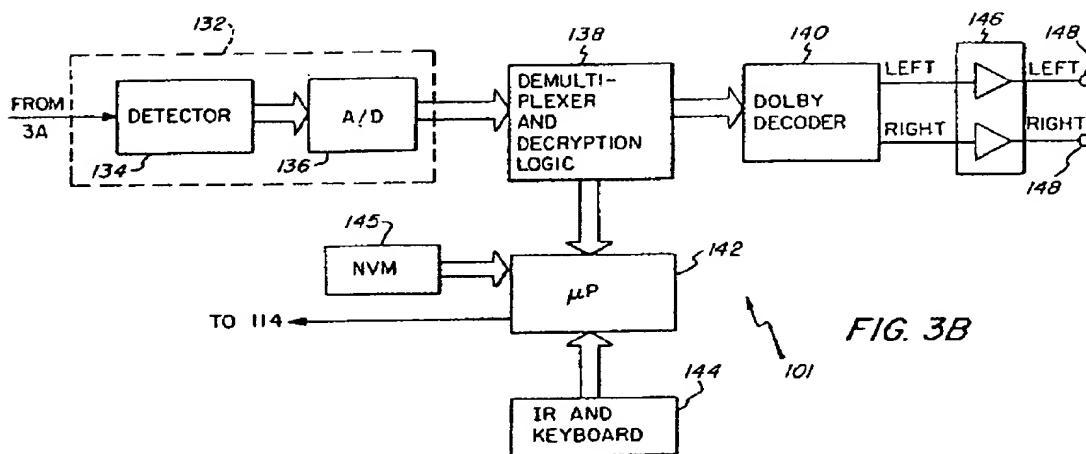 132
138
140
146
148
FROM
3A
DETECTOR
A/D
134
136
DEMULTI-
PLEXER
AND
DECRYPTION
LOGIC
DOLBY
DECODER
LEFT
LEFT
RIGHT
RIGHT
148
145
NVM
142
μP
TO 114
FIG. 3B
101
144
IR AND
KEYBOARD